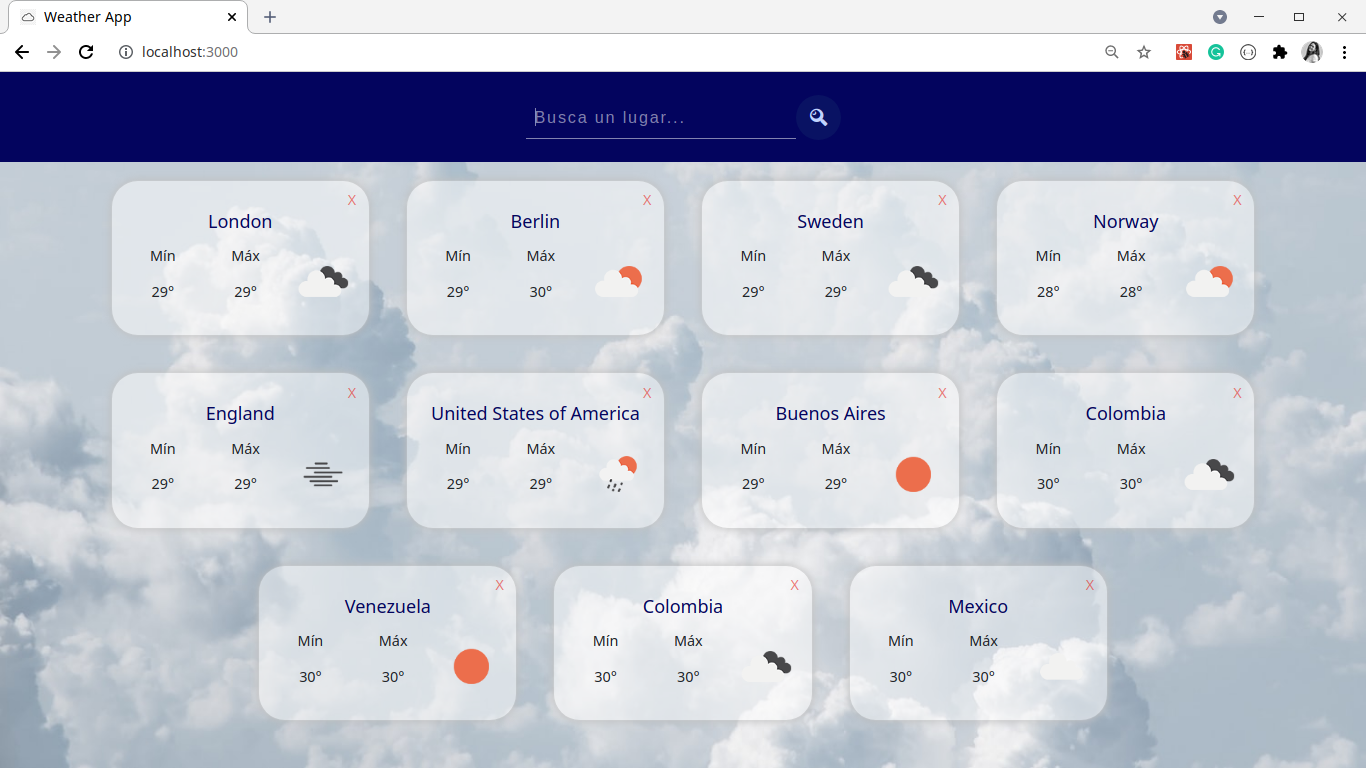 Weather App
localhost:3000
Busca un lugar...
X
London
Mín Máx
29° 29°
X
Berlin
Mín Máx
29° 30°
X
Sweden
Mín Máx
29° 29°
X
Norway
Mín Máx
28° 28°
X
England
Mín Máx
29° 29°
X
United States of America
Mín Máx
29° 29°
X
Buenos Aires
Mín Máx
29° 29°
X
Colombia
Mín Máx
30° 30°
X
Venezuela
Mín Máx
30° 30°
X
Colombia
Mín Máx
30° 30°
X
Mexico
Mín Máx
30° 30°